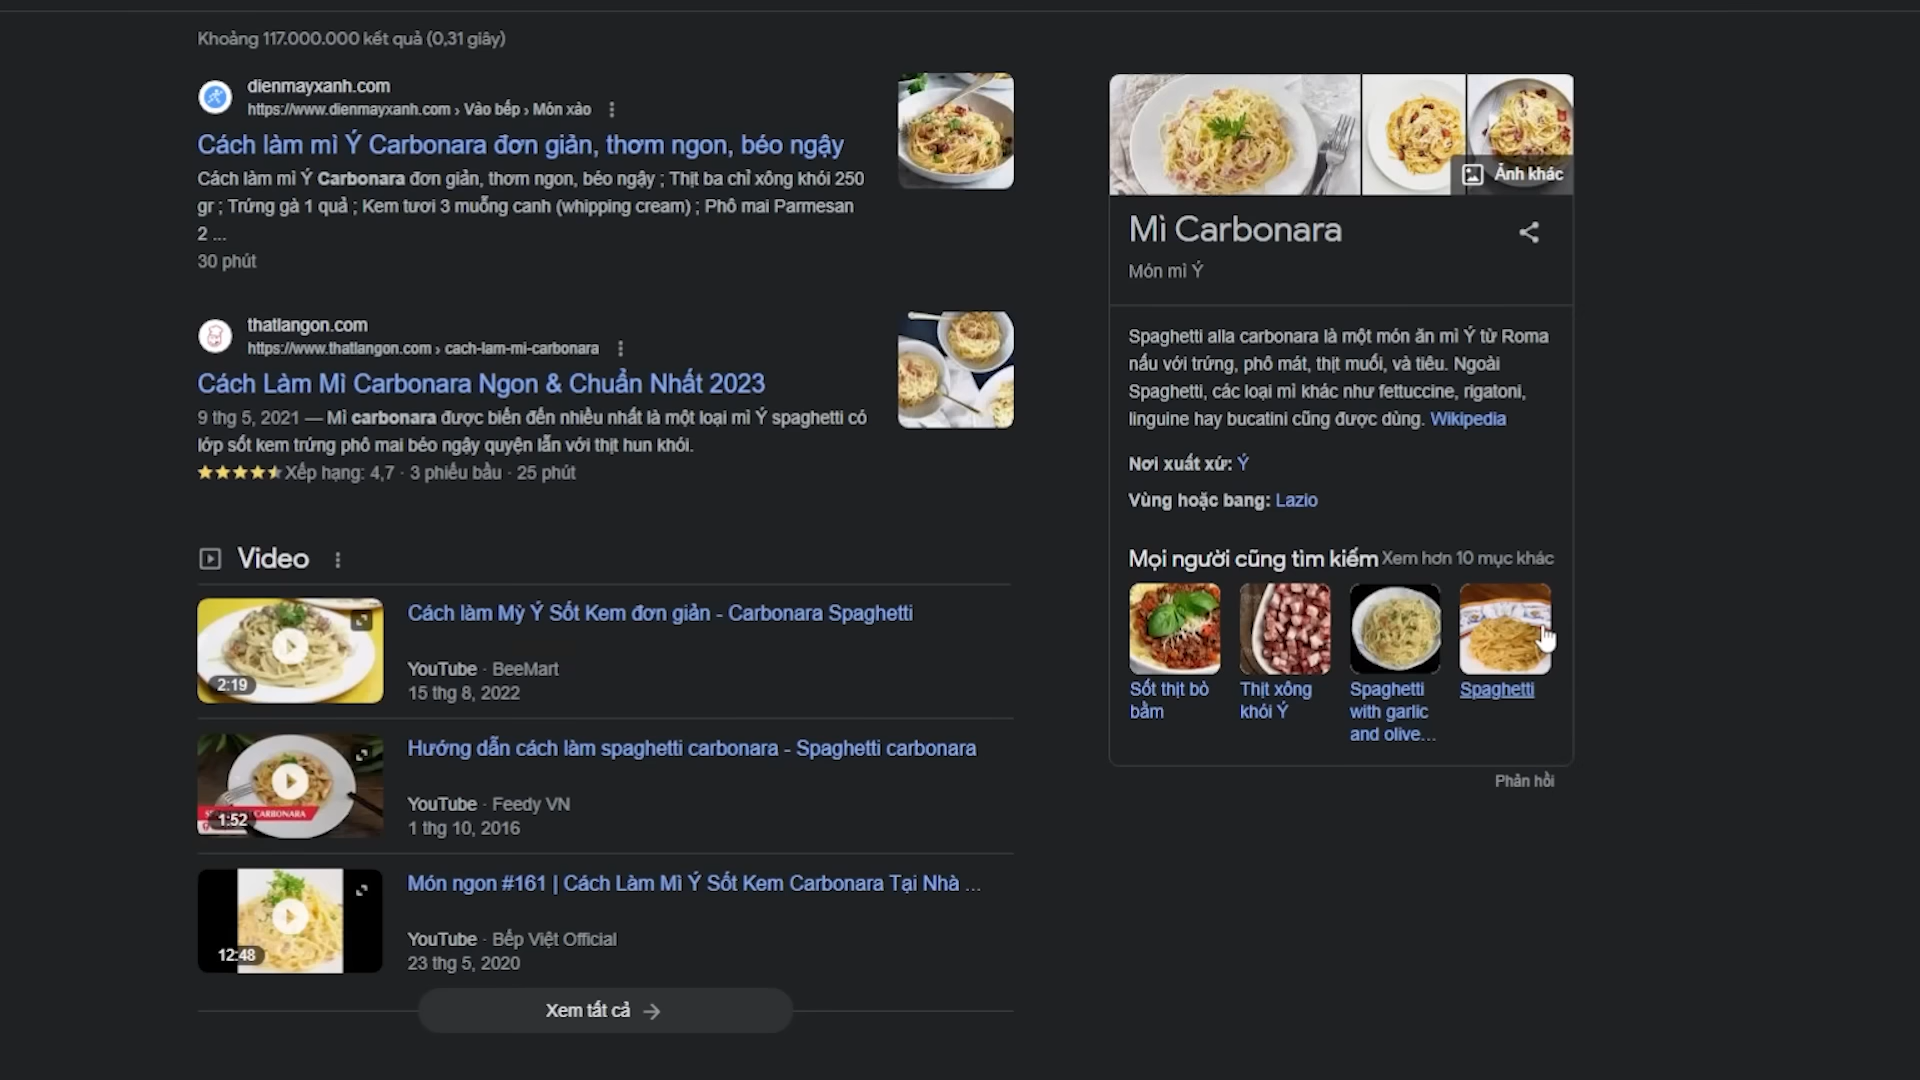 Khoảng 117.000.000 kết quả (0,31 giây)
dienmayxanh.com
https://www.dienmayxanh.com › Vào bếp › Món xào
Cách làm mì Ý Carbonara đơn giản, thơm ngon, béo ngậy
Cách làm mì Ý Carbonara đơn giản, thơm ngon, béo ngậy ; Thịt ba chỉ xông khói 250
gr ; Trứng gà 1 quả ; Kem tươi 3 muỗng canh (whipping cream) ; Phô mai Parmesan
2 ...
30 phút
thatlangon.com
https://www.thatlangon.com › cach-lam-mi-carbonara
Cách Làm Mì Carbonara Ngon & Chuẩn Nhất 2023
9 thg 5, 2021 — Mì carbonara được biến đến nhiều nhất là một loại mì Ý spaghetti có
lớp sốt kem trứng phô mai béo ngậy quyện lẫn với thịt hun khói.
Xếp hạng: 4,7 · 3 phiếu bầu · 25 phút
Video
2:19
Cách làm Mỳ Ý Sốt Kem đơn giản - Carbonara Spaghetti
YouTube · BeeMart
15 thg 8, 2022
CARBONARA
1:52
Hướng dẫn cách làm spaghetti carbonara - Spaghetti carbonara
YouTube · Feedy VN
1 thg 10, 2016
12:48
Món ngon #161 | Cách Làm Mì Ý Sốt Kem Carbonara Tại Nhà ...
YouTube · Bếp Việt Official
23 thg 5, 2020
Xem tất cả
Ảnh khác
Mì Carbonara
Món mì Ý
Spaghetti alla carbonara là một món ăn mì Ý từ Roma
nấu với trứng, phô mát, thịt muối, và tiêu. Ngoài
Spaghetti, các loại mì khác như fettuccine, rigatoni,
linguine hay bucatini cũng được dùng. Wikipedia
Nơi xuất xứ: Ý
Vùng hoặc bang: Lazio
Mọi người cũng tìm kiếm Xem hơn 10 mục khác
Sốt thịt bò
bằm
Thịt xông
khói Ý
Spaghetti
with garlic
and olive...
Spaghetti
Phản hồi